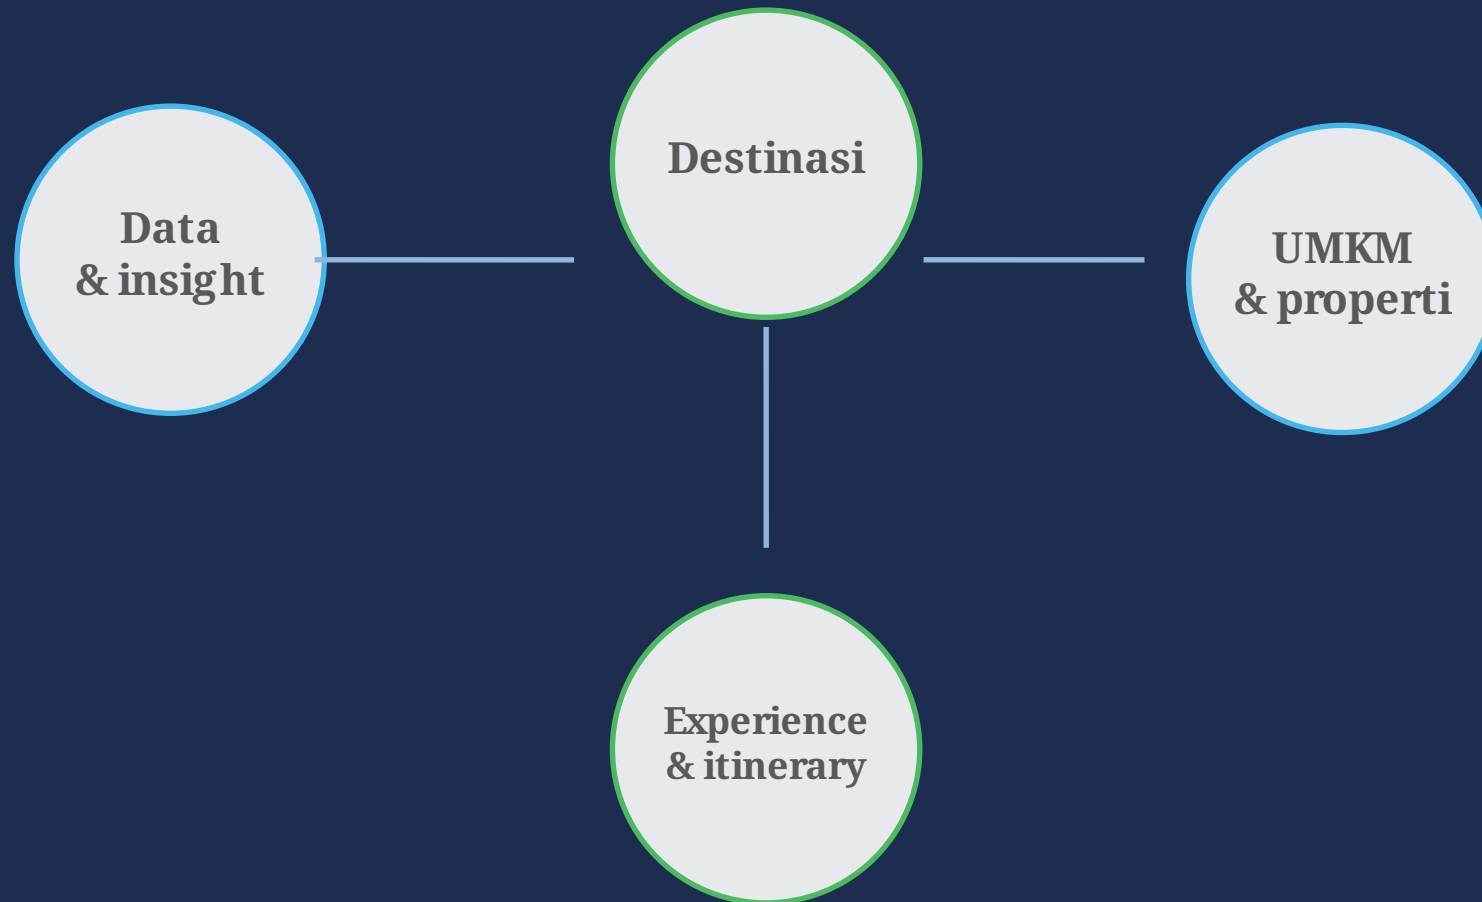 Destinasi
Data
& insight
UMKM
& properti
Experience
& itinerary